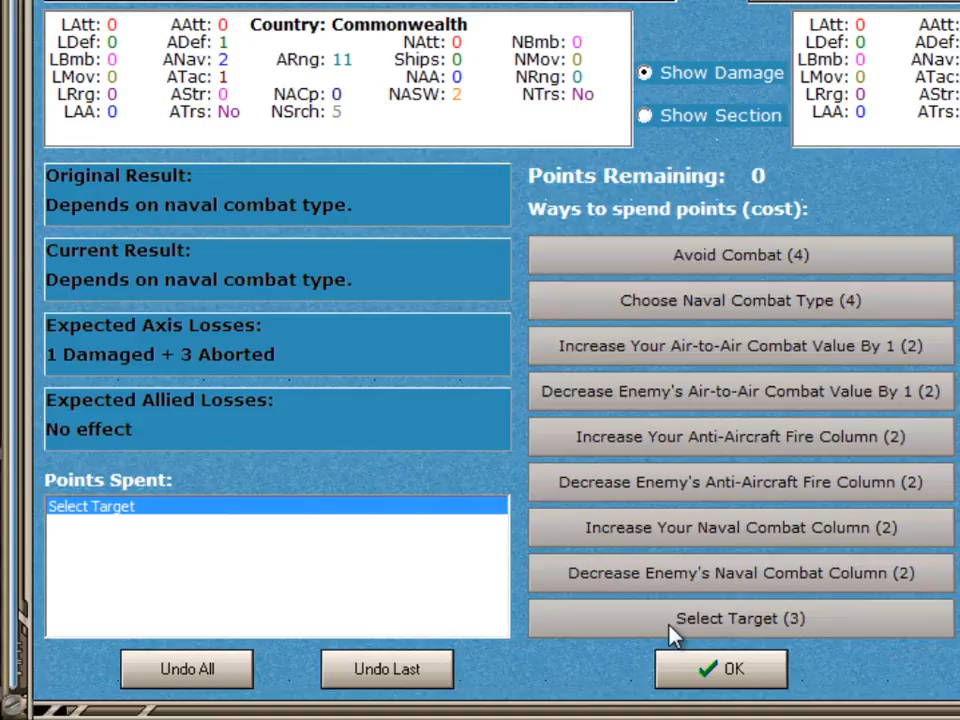 LAtt: 0 AAtt: 0 Country: Commonwealth
LDef: 0 ADef: 1 NAtt: 0 NBmb: 0
LBmb: 0 ANav: 2 ARng: 11 Ships: 0 NMov: 0
LMov: 0 ATac: 1 NAA: 0 NRng: 0
LRrg: 0 AStr: 0 NACp: 0 NASW: 2 NTrs: No
LAA: 0 ATrs: No NSrch: 5
Show Damage
Show Section
LAtt: 0 AAtt:
LDef: 0 ADef:
LBmb: 0 ANav:
LMov: 0 ATac:
LRrg: 0 AStr:
LAA: 0 ATrs:
Original Result:
Depends on naval combat type.
Current Result:
Depends on naval combat type.
Expected Axis Losses:
1 Damaged + 3 Aborted
Expected Allied Losses:
No effect
Points Spent:
Select Target
Points Remaining: 0
Ways to spend points (cost):
Avoid Combat (4)
Choose Naval Combat Type (4)
Increase Your Air-to-Air Combat Value By 1 (2)
Decrease Enemy's Air-to-Air Combat Value By 1 (2)
Increase Your Anti-Aircraft Fire Column (2)
Decrease Enemy's Anti-Aircraft Fire Column (2)
Increase Your Naval Combat Column (2)
Decrease Enemy's Naval Combat Column (2)
Select Target (3)
Undo All
Undo Last
OK